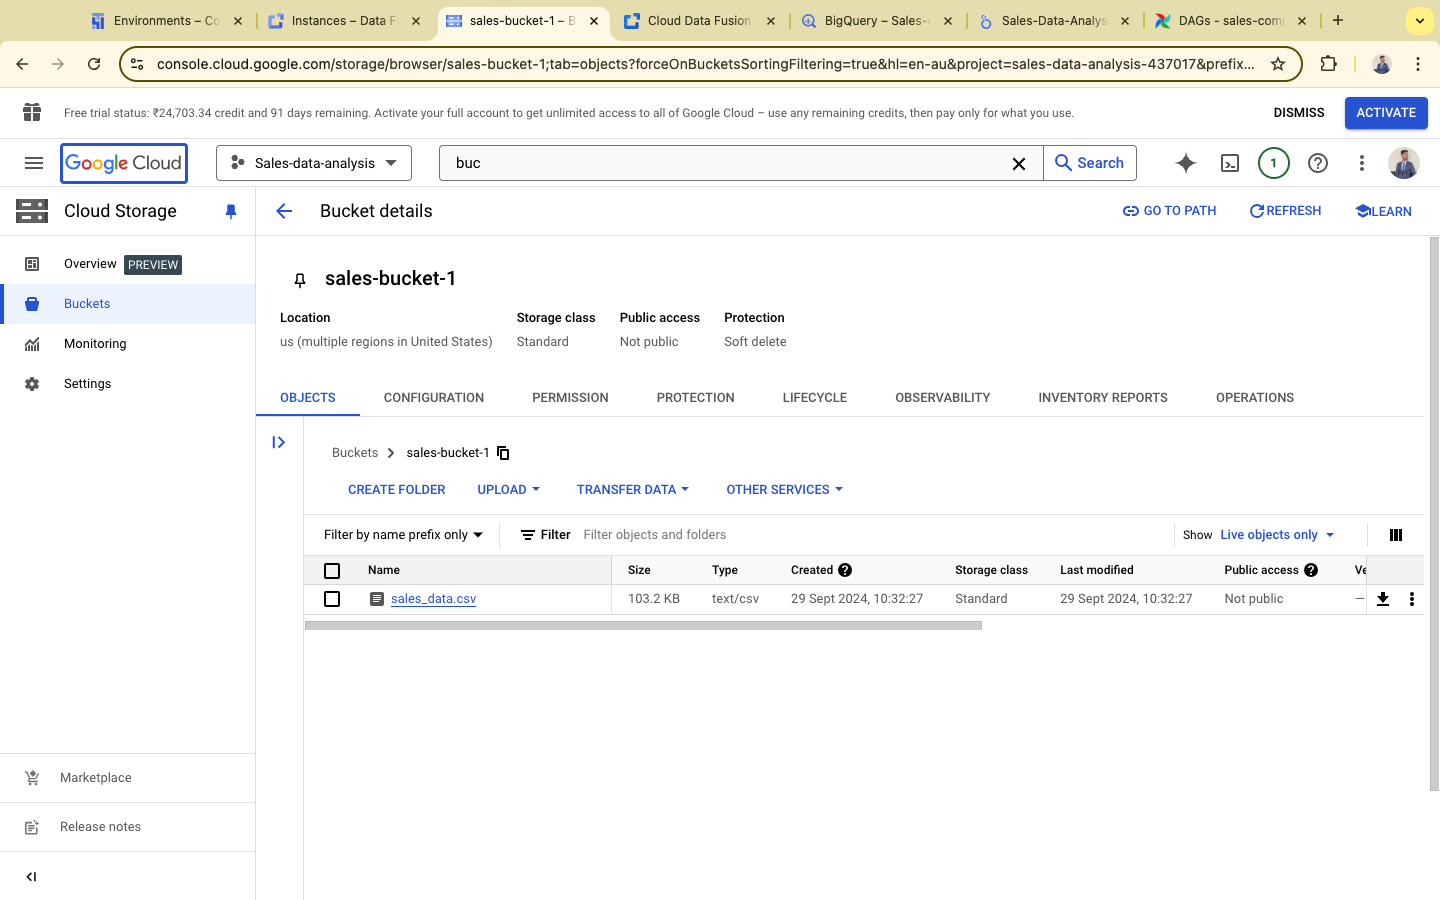 Environments – Co
Instances – Data F
sales-bucket-1 – B
Cloud Data Fusion
BigQuery – Sales-
Sales-Data-Analys
DAGs - sales-comp
console.cloud.google.com/storage/browser/sales-bucket-1;tab=objects?forceOnBucketsSortingFiltering=true&hl=en-au&project=sales-data-analysis-437017&prefix...
Free trial status: ₹24,703.34 credit and 91 days remaining. Activate your full account to get unlimited access to all of Google Cloud – use any remaining credits, then pay only for what you use.
DISMISS
ACTIVATE
Google Cloud
Sales-data-analysis
buc
Search
1
Cloud Storage
Bucket details
GO TO PATH
REFRESH
LEARN
Overview PREVIEW
Buckets
Monitoring
Settings
Marketplace
Release notes
sales-bucket-1
Location
Storage class
Public access
Protection
us (multiple regions in United States)
Standard
Not public
Soft delete
OBJECTS
CONFIGURATION
PERMISSION
PROTECTION
LIFECYCLE
OBSERVABILITY
INVENTORY REPORTS
OPERATIONS
Buckets
sales-bucket-1
CREATE FOLDER
UPLOAD
TRANSFER DATA
OTHER SERVICES
Filter by name prefix only
Filter
Filter objects and folders
Show
Live objects only
Name
Size
Type
Created
Storage class
Last modified
Public access
Ve
sales_data.csv
103.2 KB
text/csv
29 Sept 2024, 10:32:27
Standard
29 Sept 2024, 10:32:27
Not public
—